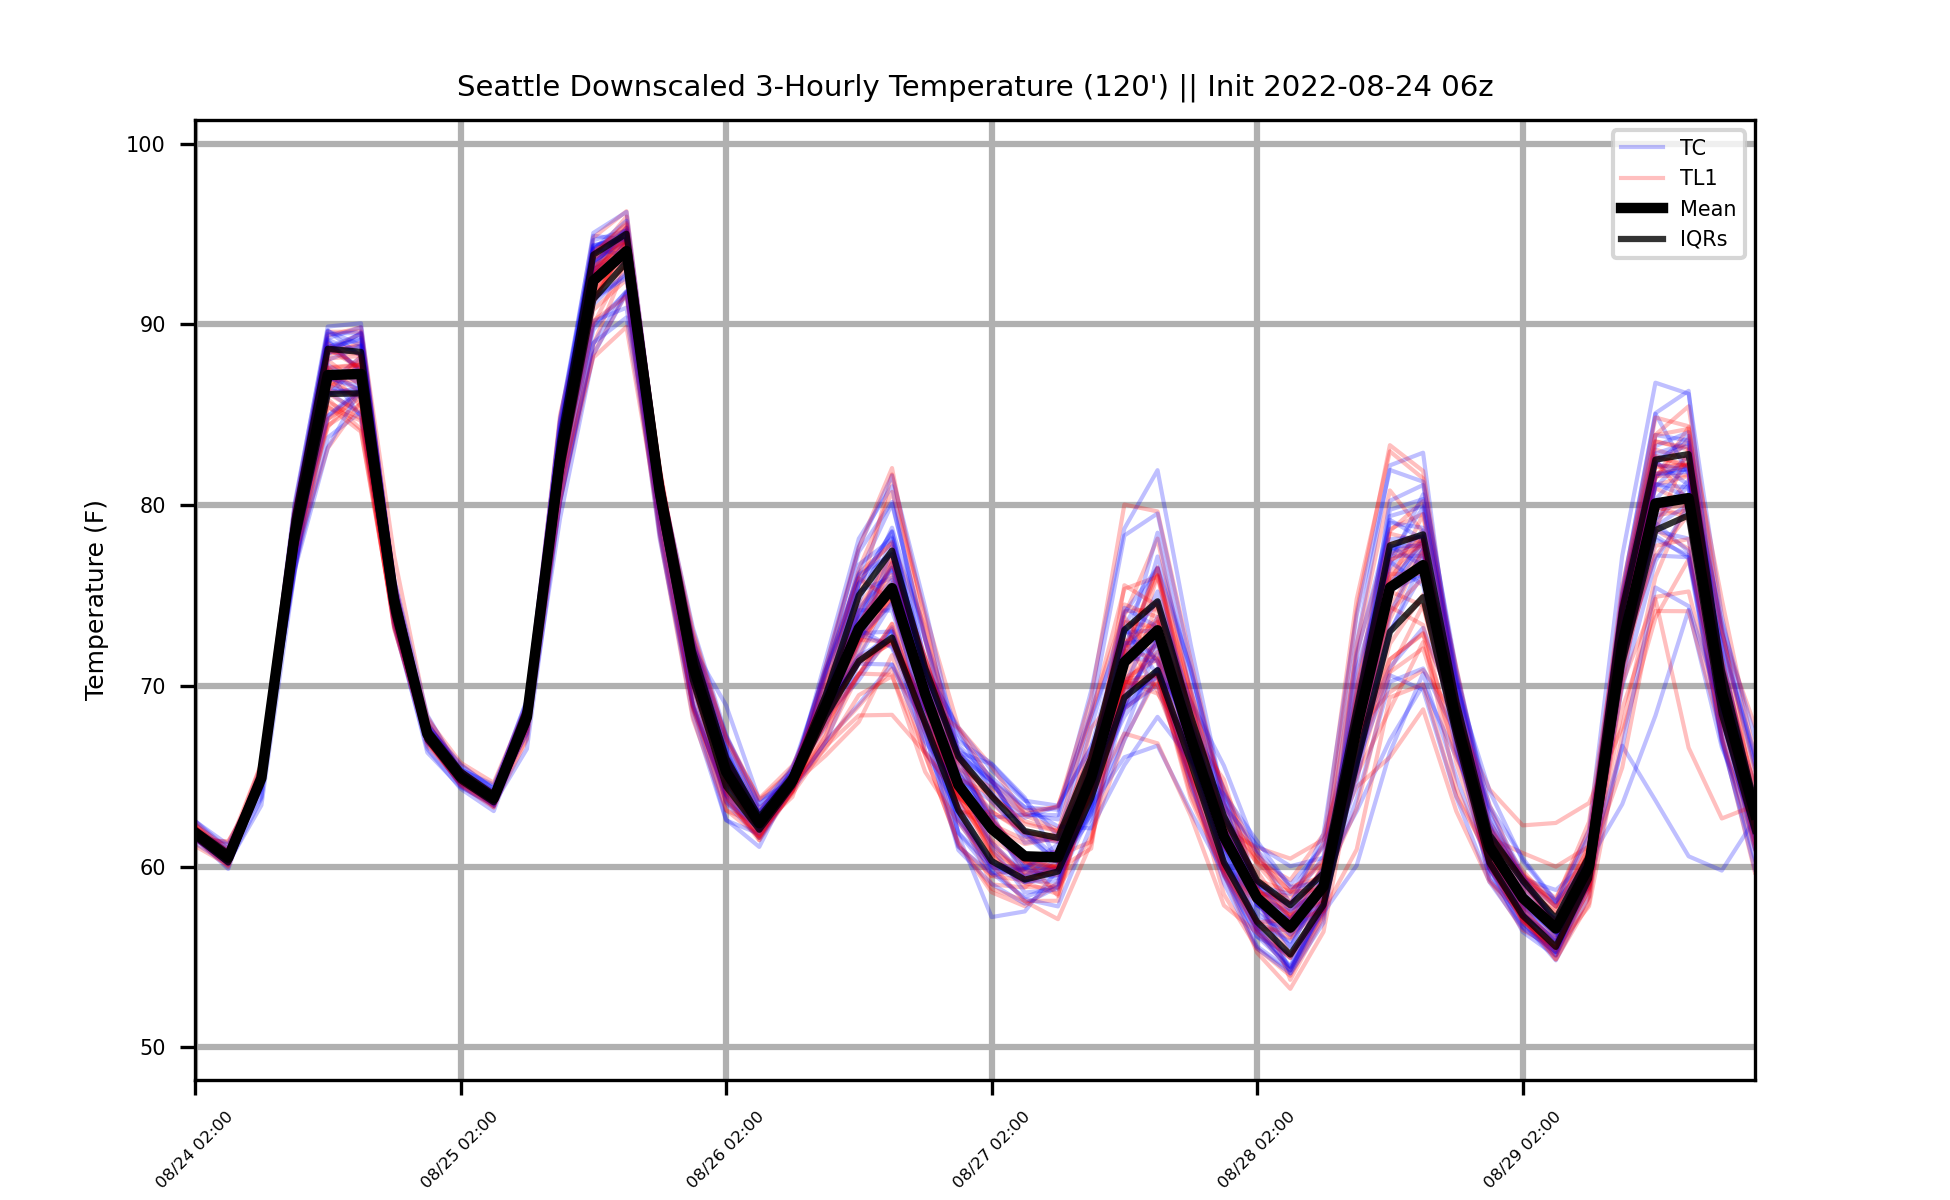 Seattle Downscaled 3-Hourly Temperature (120') || Init 2022-08-24 06z
TC
TL1
Mean
IQRs
Temperature (F)
100
90
80
70
60
50
08/24 02:00
08/25 02:00
08/26 02:00
08/27 02:00
08/28 02:00
08/29 02:00